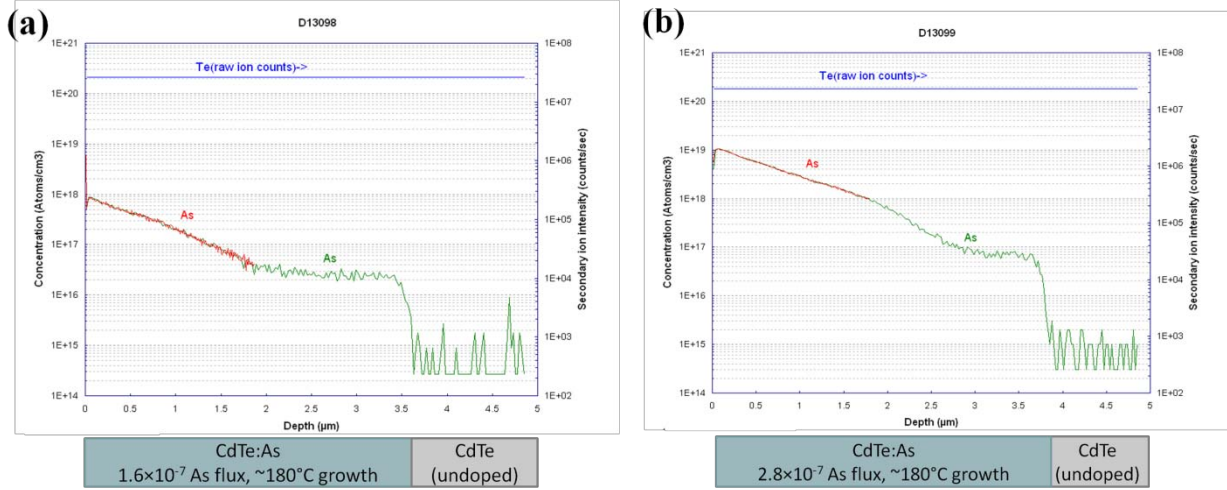 (a)
D13098
1E+21
1E+20
1E+19
1E+18
1E+17
1E+16
1E+15
1E+14
Concentration (Atoms/cm3)
Te(raw ion counts)->
As
As
1E+08
1E+07
1E+06
1E+05
1E+04
1E+03
1E+02
Secondary ion intensity (counts/sec)
0 0.5 1 1.5 2 2.5 3 3.5 4 4.5 5
Depth (µm)
CdTe:As
1.6×10⁻⁷ As flux, ~180°C growth
CdTe
(undoped)
(b)
D13099
1E+21
1E+20
1E+19
1E+18
1E+17
1E+16
1E+15
1E+14
Concentration (Atoms/cm3)
Te(raw ion counts)->
As
As
1E+08
1E+07
1E+06
1E+05
1E+04
1E+03
1E+02
Secondary ion intensity (counts/sec)
0 0.5 1 1.5 2 2.5 3 3.5 4 4.5 5
Depth (µm)
CdTe:As
2.8×10⁻⁷ As flux, ~180°C growth
CdTe
(undoped)